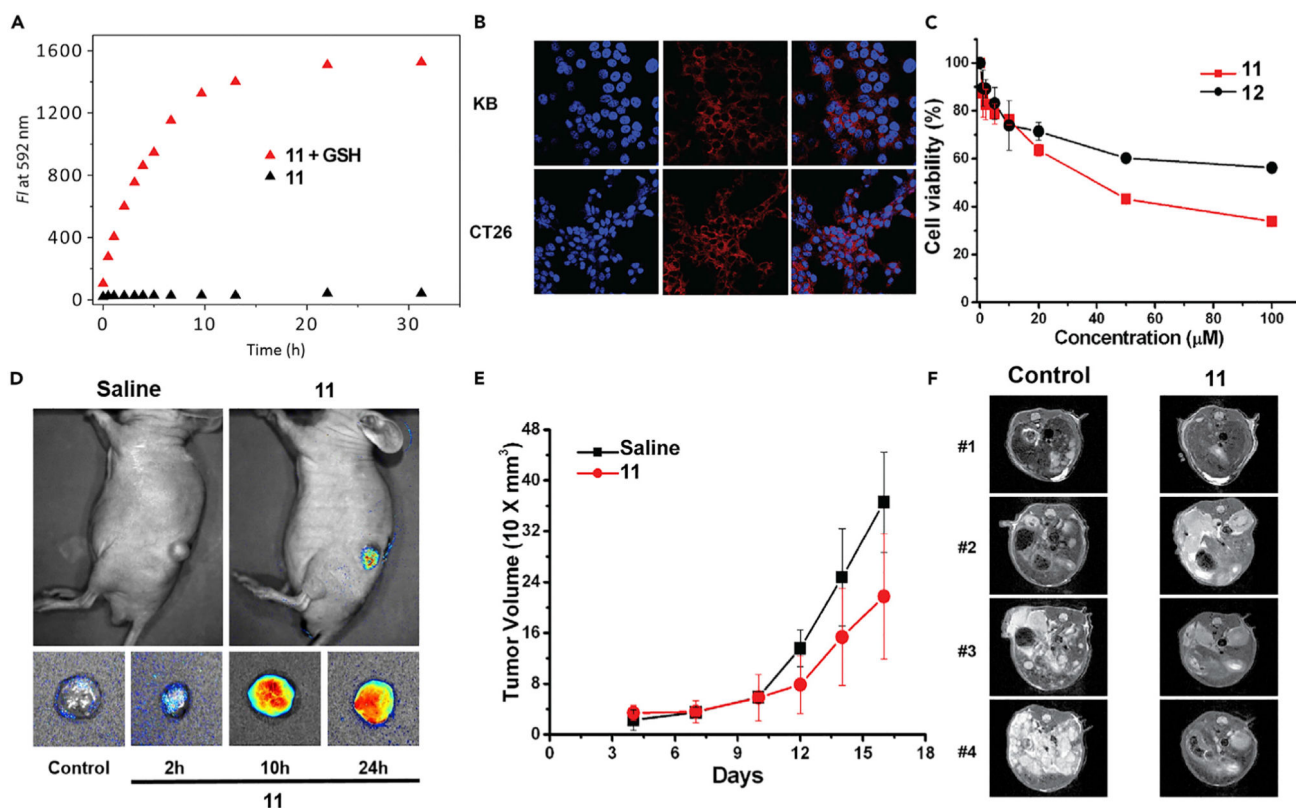 A
FI at 592 nm
1600
1200
800
400
0
11 + GSH
11
0
10
20
30
Time (h)
B
KB
CT26
C
Cell viability (%)
100
80
60
40
20
0
11
12
0
20
40
60
80
100
Concentration (μM)
D
Saline
11
Control
2h
10h
24h
11
E
Tumor Volume (10 X mm³)
48
40
32
24
16
8
0
Saline
11
0
3
6
9
12
15
18
Days
F
Control
11
#1
#2
#3
#4